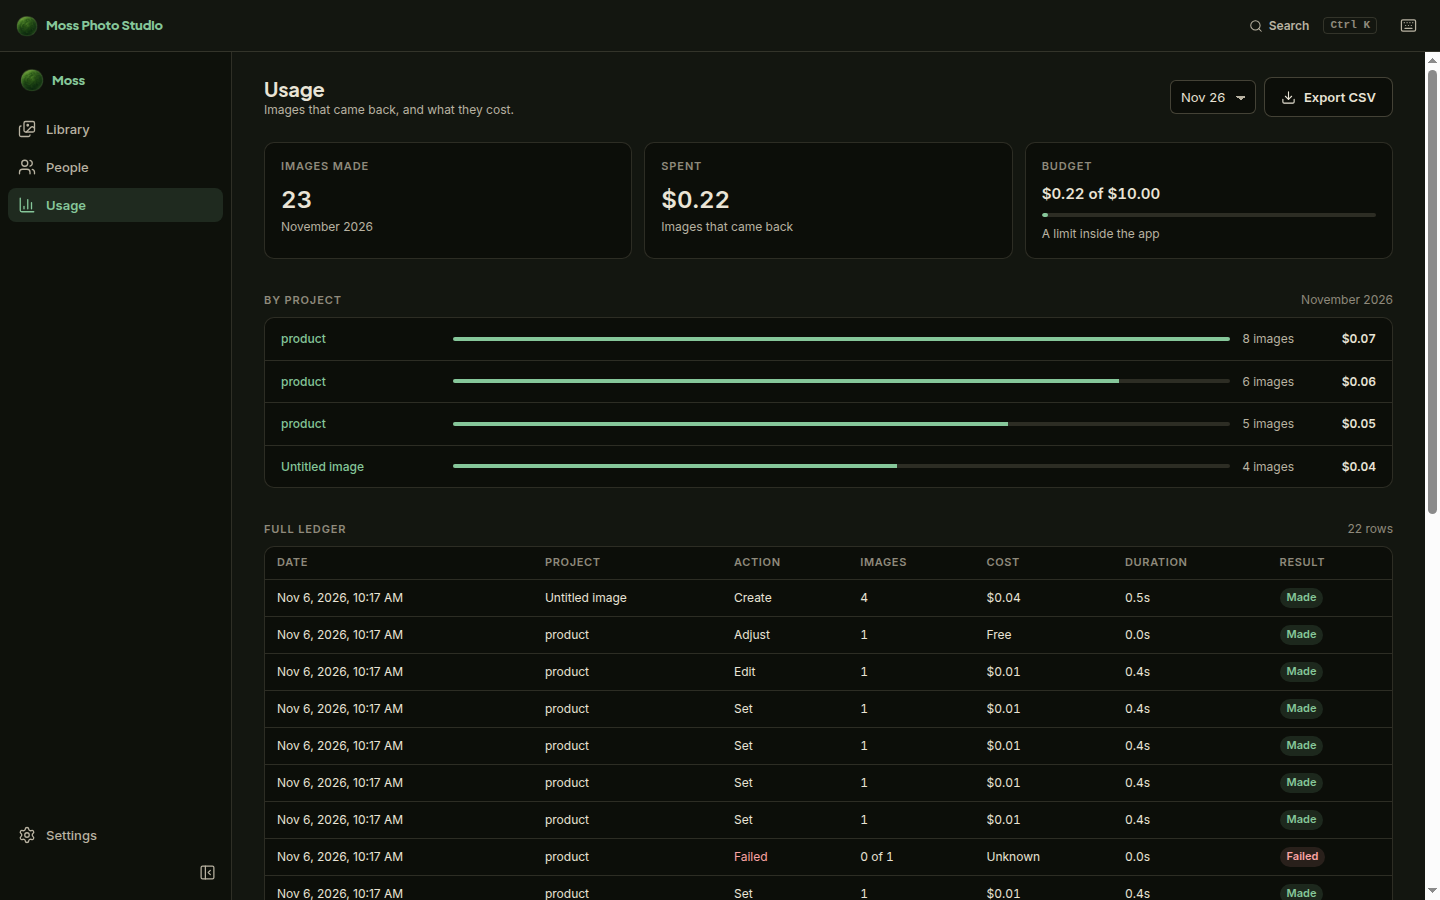 Moss Photo Studio
Search Ctrl K
Moss
Library
People
Usage
Settings
Usage
Images that came back, and what they cost.
Nov 26
Export CSV
IMAGES MADE
23
November 2026
SPENT
$0.22
Images that came back
BUDGET
$0.22 of $10.00
A limit inside the app
BY PROJECT November 2026
product 8 images $0.07
product 6 images $0.06
product 5 images $0.05
Untitled image 4 images $0.04
FULL LEDGER 22 rows
DATE PROJECT ACTION IMAGES COST DURATION RESULT
Nov 6, 2026, 10:17 AM Untitled image Create 4 $0.04 0.5s Made
Nov 6, 2026, 10:17 AM product Adjust 1 Free 0.0s Made
Nov 6, 2026, 10:17 AM product Edit 1 $0.01 0.4s Made
Nov 6, 2026, 10:17 AM product Set 1 $0.01 0.4s Made
Nov 6, 2026, 10:17 AM product Set 1 $0.01 0.4s Made
Nov 6, 2026, 10:17 AM product Set 1 $0.01 0.4s Made
Nov 6, 2026, 10:17 AM product Set 1 $0.01 0.4s Made
Nov 6, 2026, 10:17 AM product Failed 0 of 1 Unknown 0.0s Failed
Nov 6, 2026, 10:17 AM product Set 1 $0.01 0.4s Made